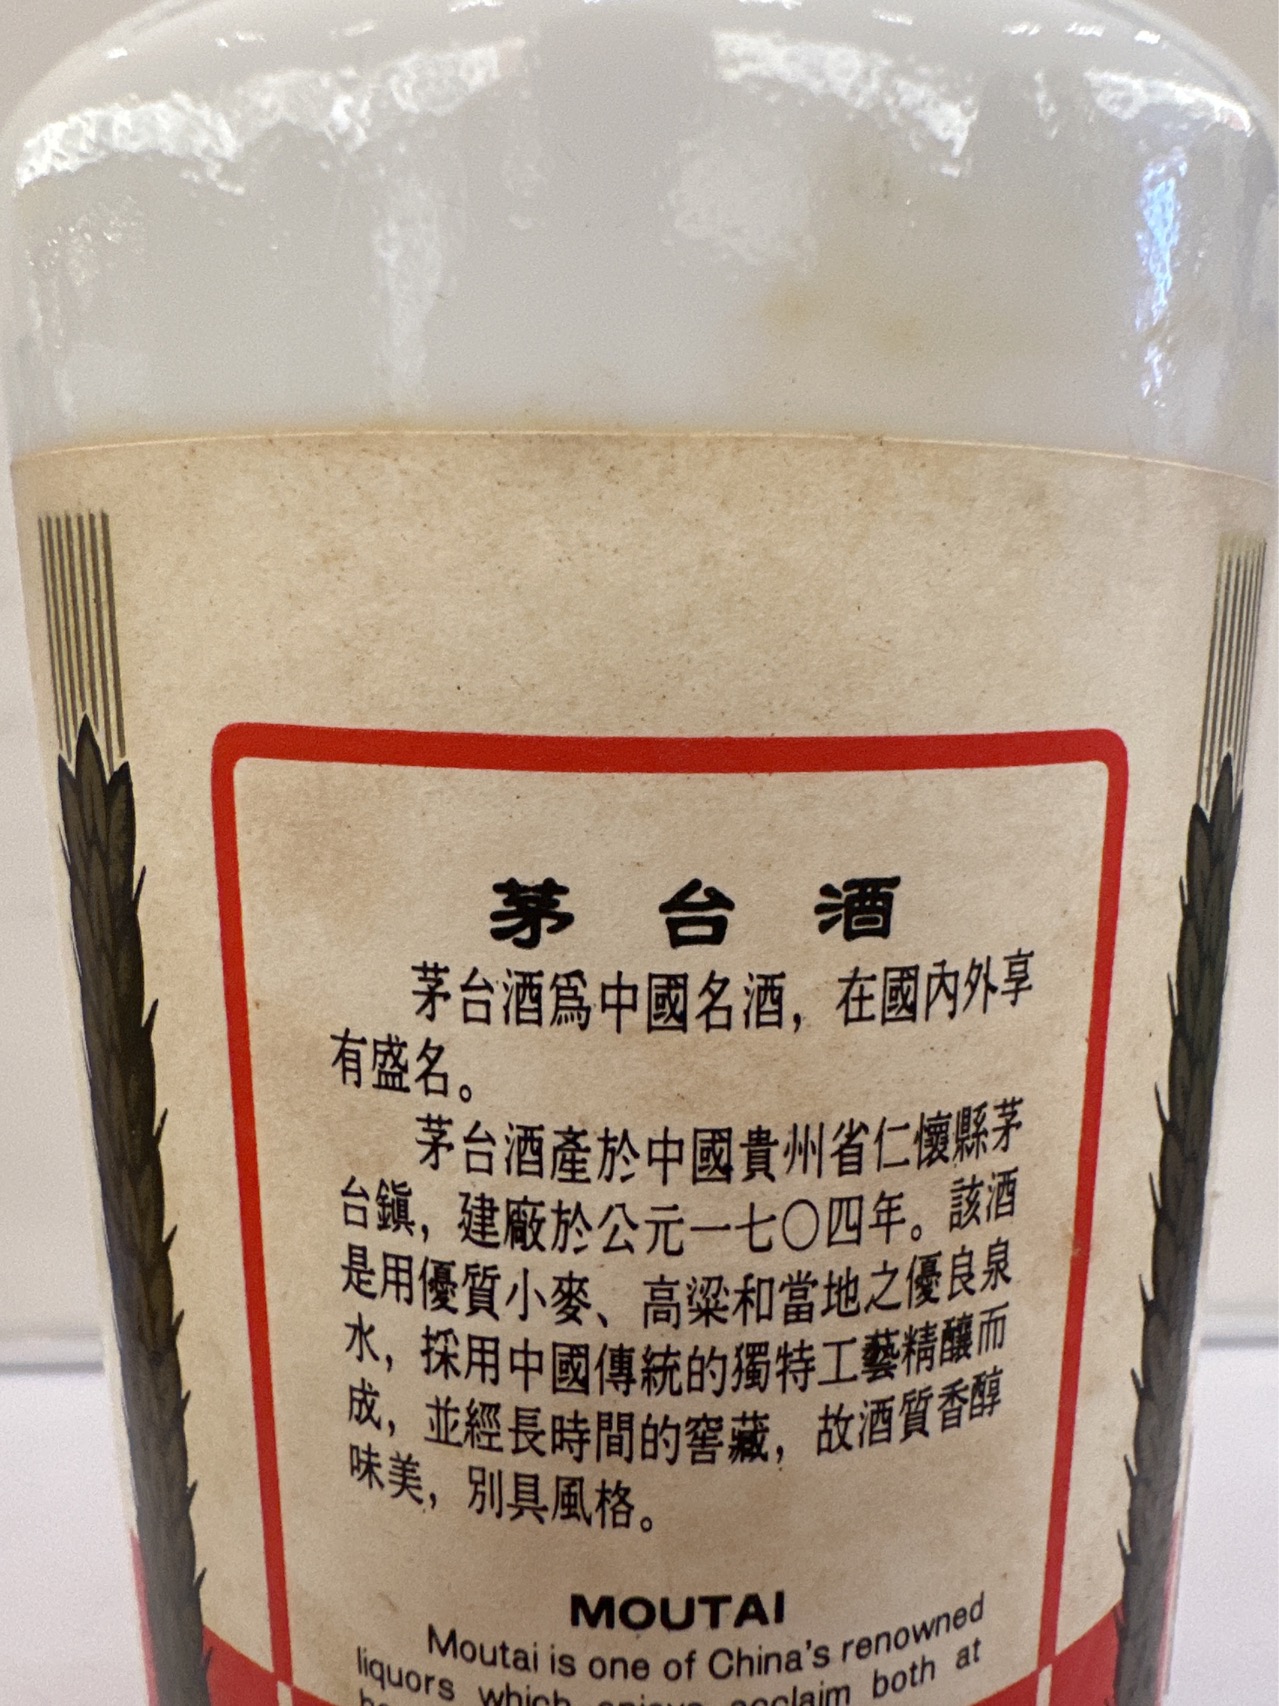 茅台酒
茅台酒爲中國名酒，在國內外享
有盛名。
茅台酒產於中國貴州省仁懷縣茅
台鎭，建廠於公元一七〇四年。該酒
是用優質小麥、高粱和當地之優良泉
水，採用中國傳統的獨特工藝精釀而
成，並經長時間的窖藏，故酒質香醇
味美，別具風格。
MOUTAI
Moutai is one of China's renowned
liquors which enjoys acclaim both at